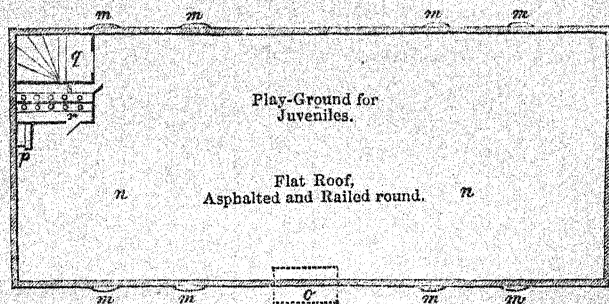 m m m m
q
r
p
Play-Ground for
Juveniles.
Flat Roof,
Asphalted and Railed round.
n n
o
m m m m